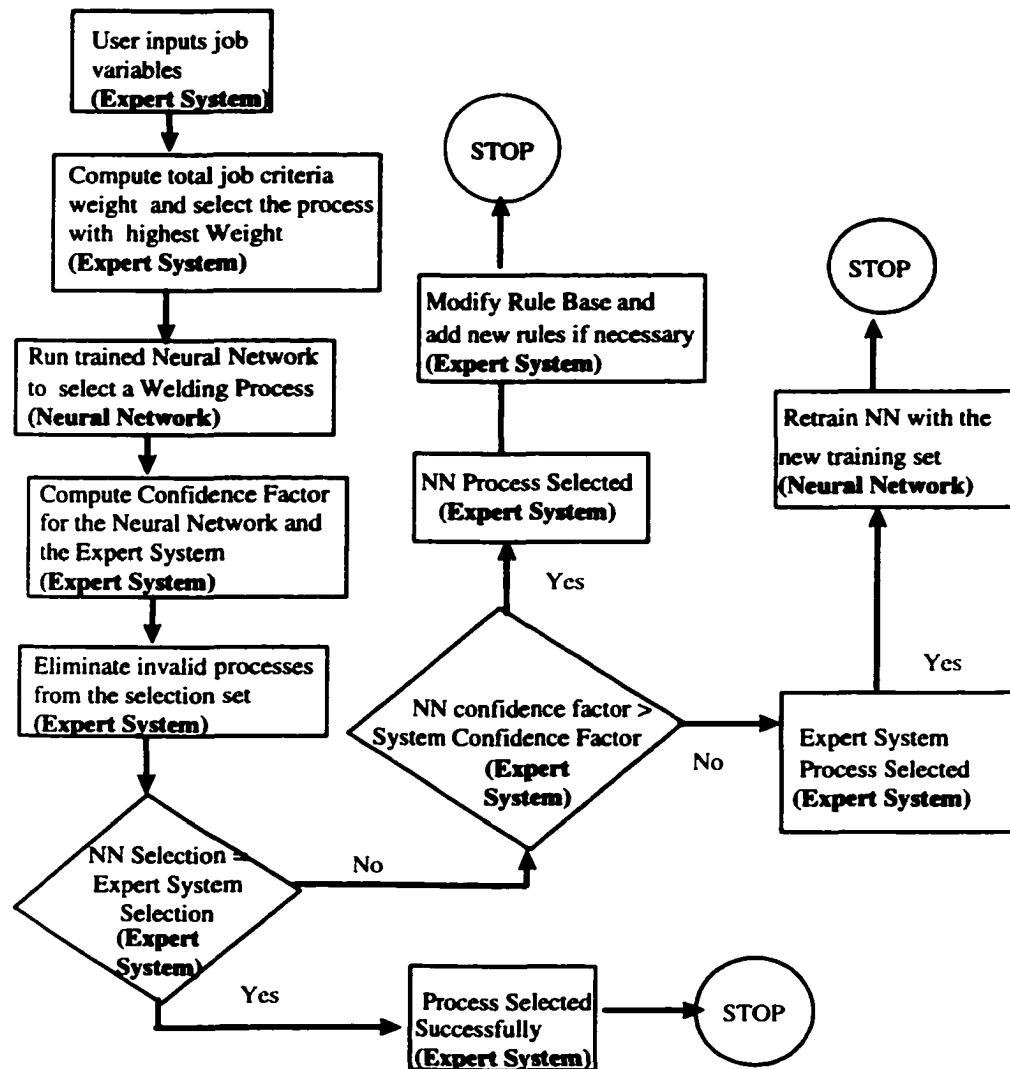 User inputs job
variables
(Expert System)
Compute total job criteria
weight and select the process
with highest Weight
(Expert System)
Run trained Neural Network
to select a Welding Process
(Neural Network)
Compute Confidence Factor
for the Neural Network and
the Expert System
(Expert System)
Eliminate invalid processes
from the selection set
(Expert System)
NN Selection =
Expert System
Selection
(Expert
System)
No
Yes
Process Selected
Successfully
(Expert System)
STOP
STOP
Modify Rule Base and
add new rules if necessary
(Expert System)
NN Process Selected
(Expert System)
Yes
NN confidence factor >
System Confidence Factor
(Expert
System)
No
STOP
Retrain NN with the
new training set
(Neural Network)
Yes
Expert System
Process Selected
(Expert System)